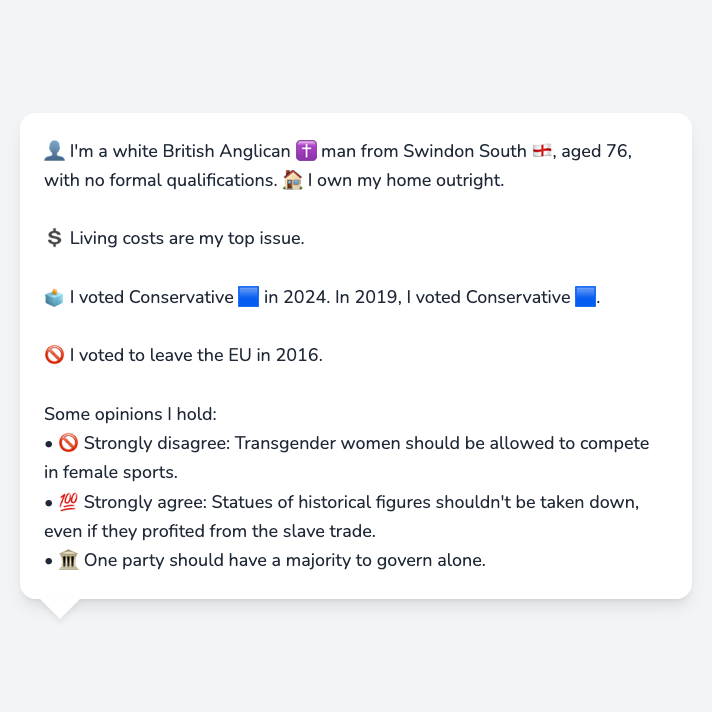 👤 I'm a white British Anglican ✝️ man from Swindon South 🏴󠁧󠁢󠁥󠁮󠁧󠁿, aged 76,
with no formal qualifications. 🏠 I own my home outright.
💲 Living costs are my top issue.
🗳️ I voted Conservative 🟦 in 2024. In 2019, I voted Conservative 🟦.
🚫 I voted to leave the EU in 2016.
Some opinions I hold:
• 🚫 Strongly disagree: Transgender women should be allowed to compete
in female sports.
• 💯 Strongly agree: Statues of historical figures shouldn't be taken down,
even if they profited from the slave trade.
• 🏛️ One party should have a majority to govern alone.